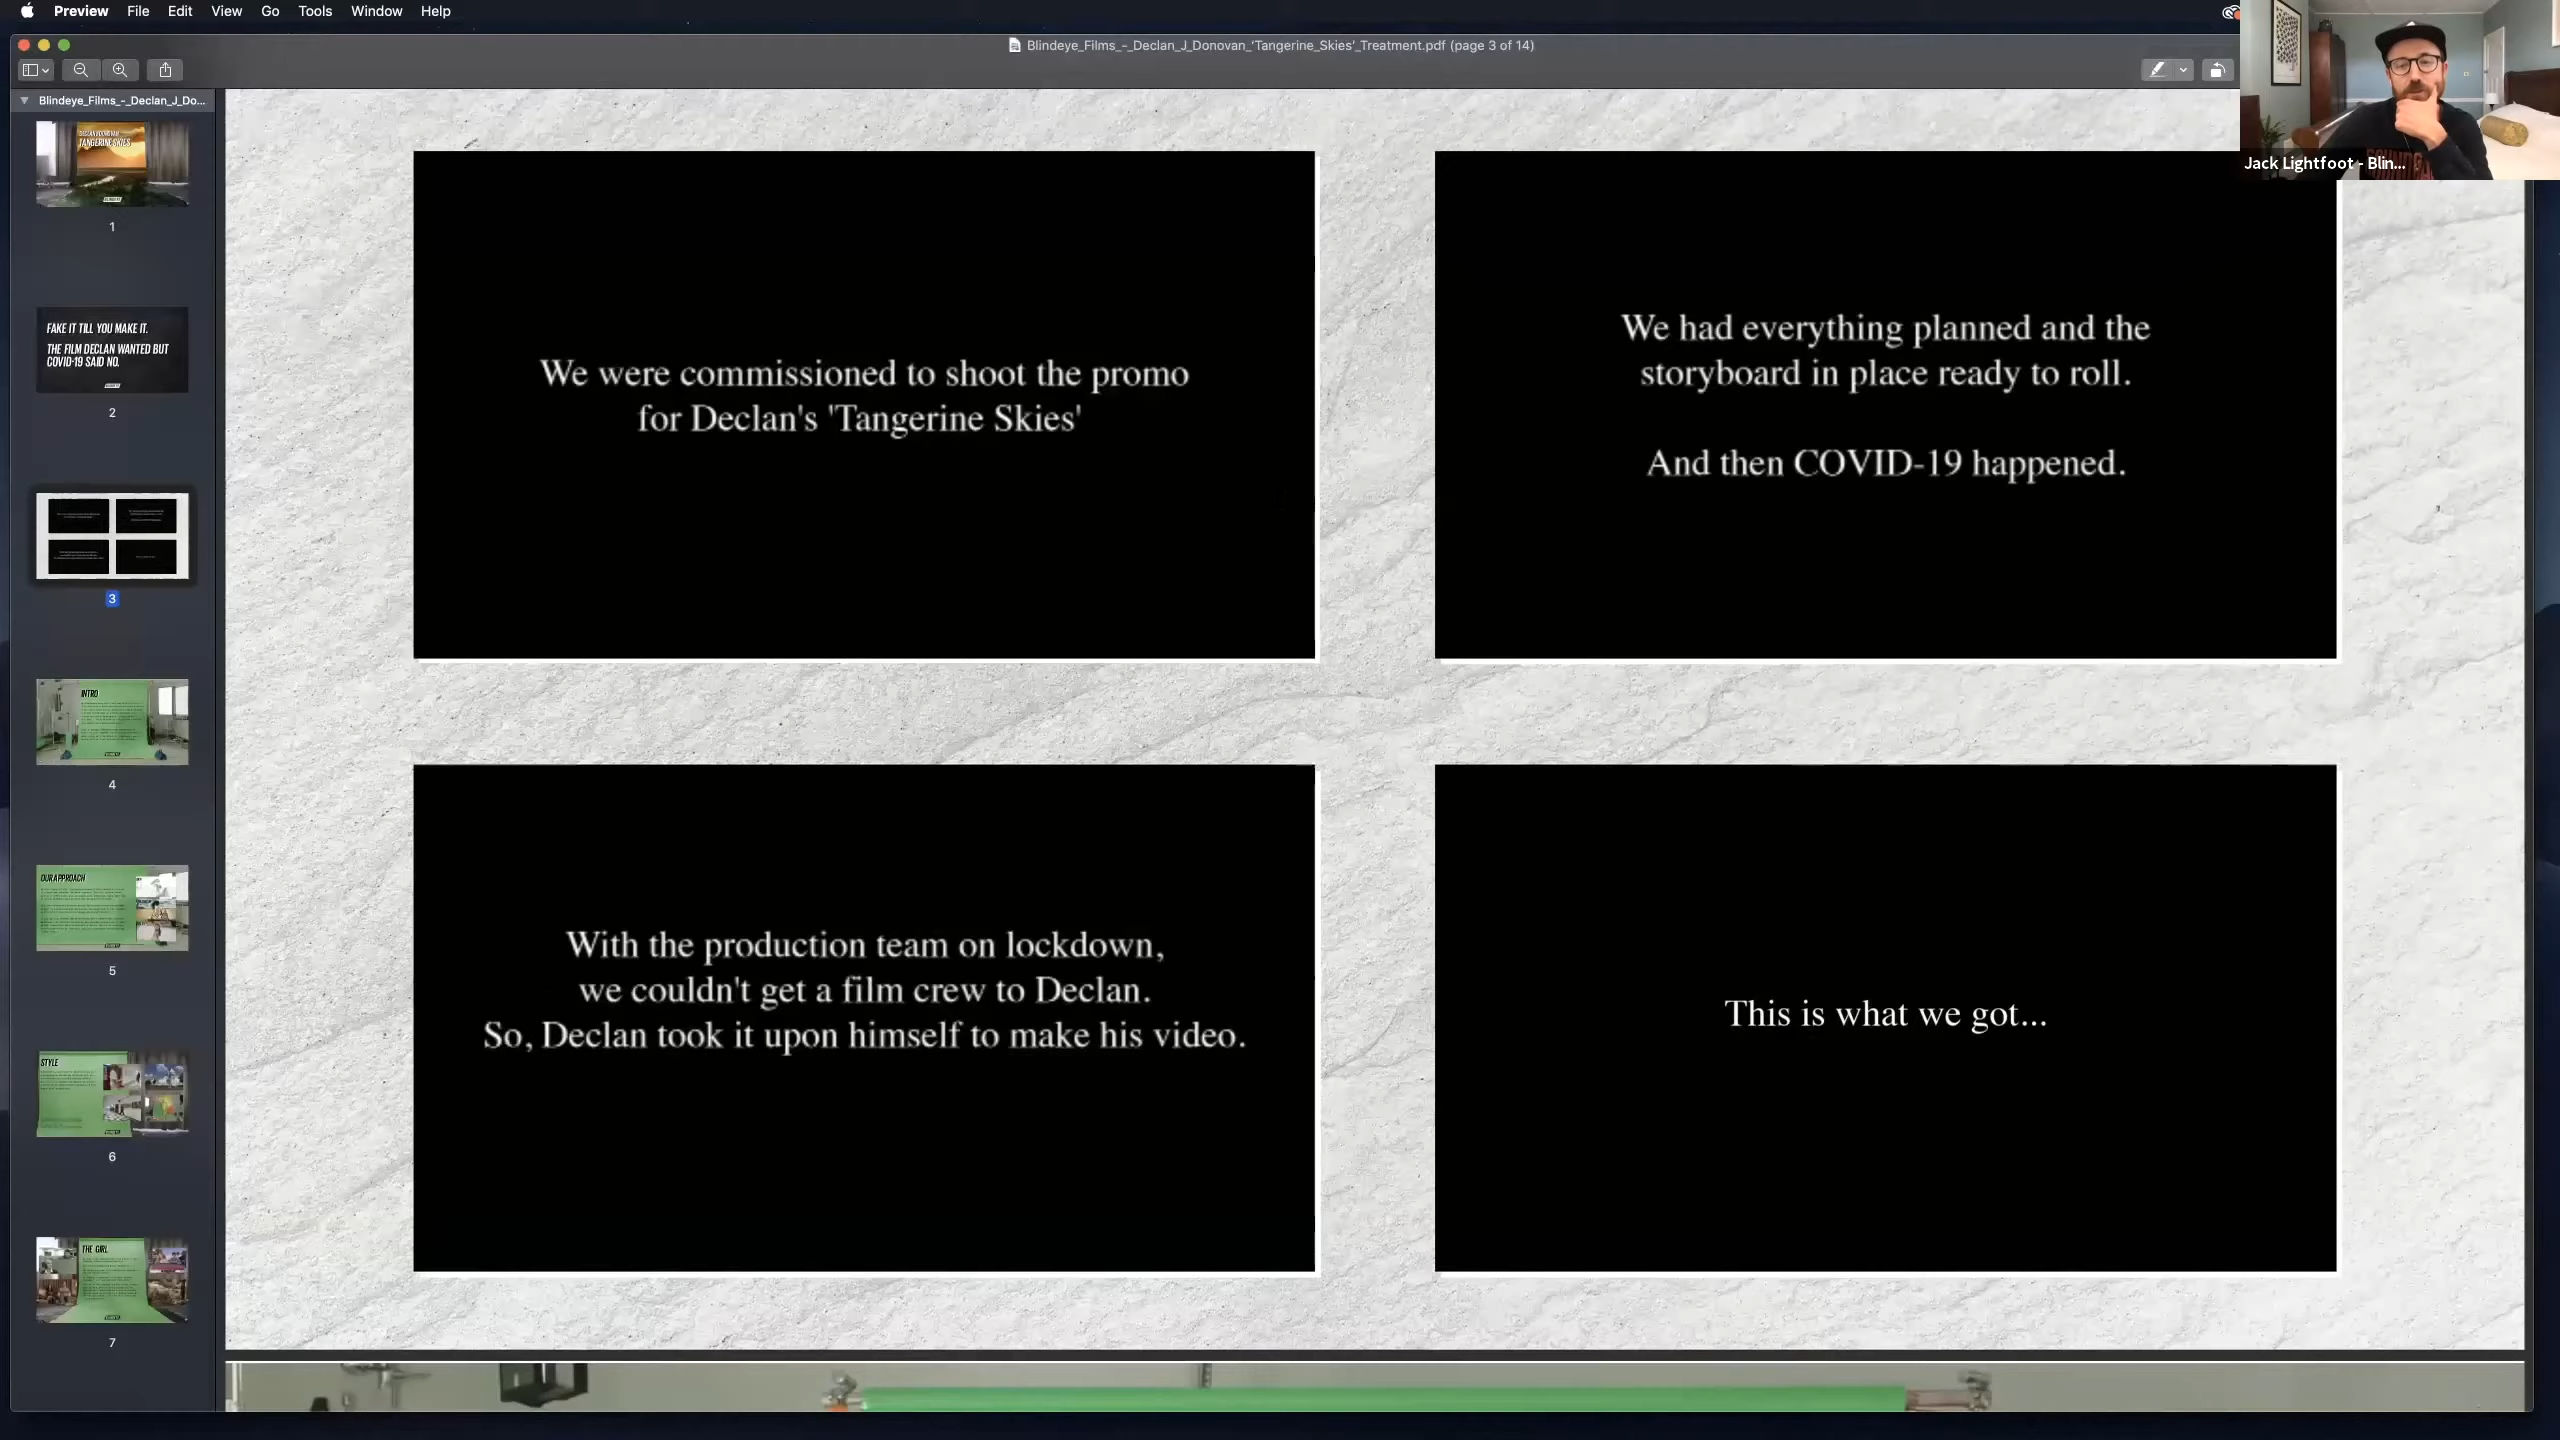 Preview File Edit View Go Tools Window Help
Blindeye_Films_-_Declan_J_Donovan_'Tangerine_Skies'_Treatment.pdf (page 3 of 14)
Blindeye_Films_-_Declan_J_Do...
TANGERINE SKIES
1
FAKE IT TILL YOU MAKE IT.
THE FILM DECLAN WANTED BUT
COVID-19 SAID NO.
2
3
INTRO
4
OUR APPROACH
5
STYLE
6
THE GIRL
7
We were commissioned to shoot the promo
for Declan's 'Tangerine Skies'
We had everything planned and the
storyboard in place ready to roll.
And then COVID-19 happened.
With the production team on lockdown,
we couldn't get a film crew to Declan.
So, Declan took it upon himself to make his video.
This is what we got...
Jack Lightfoot - Blin...